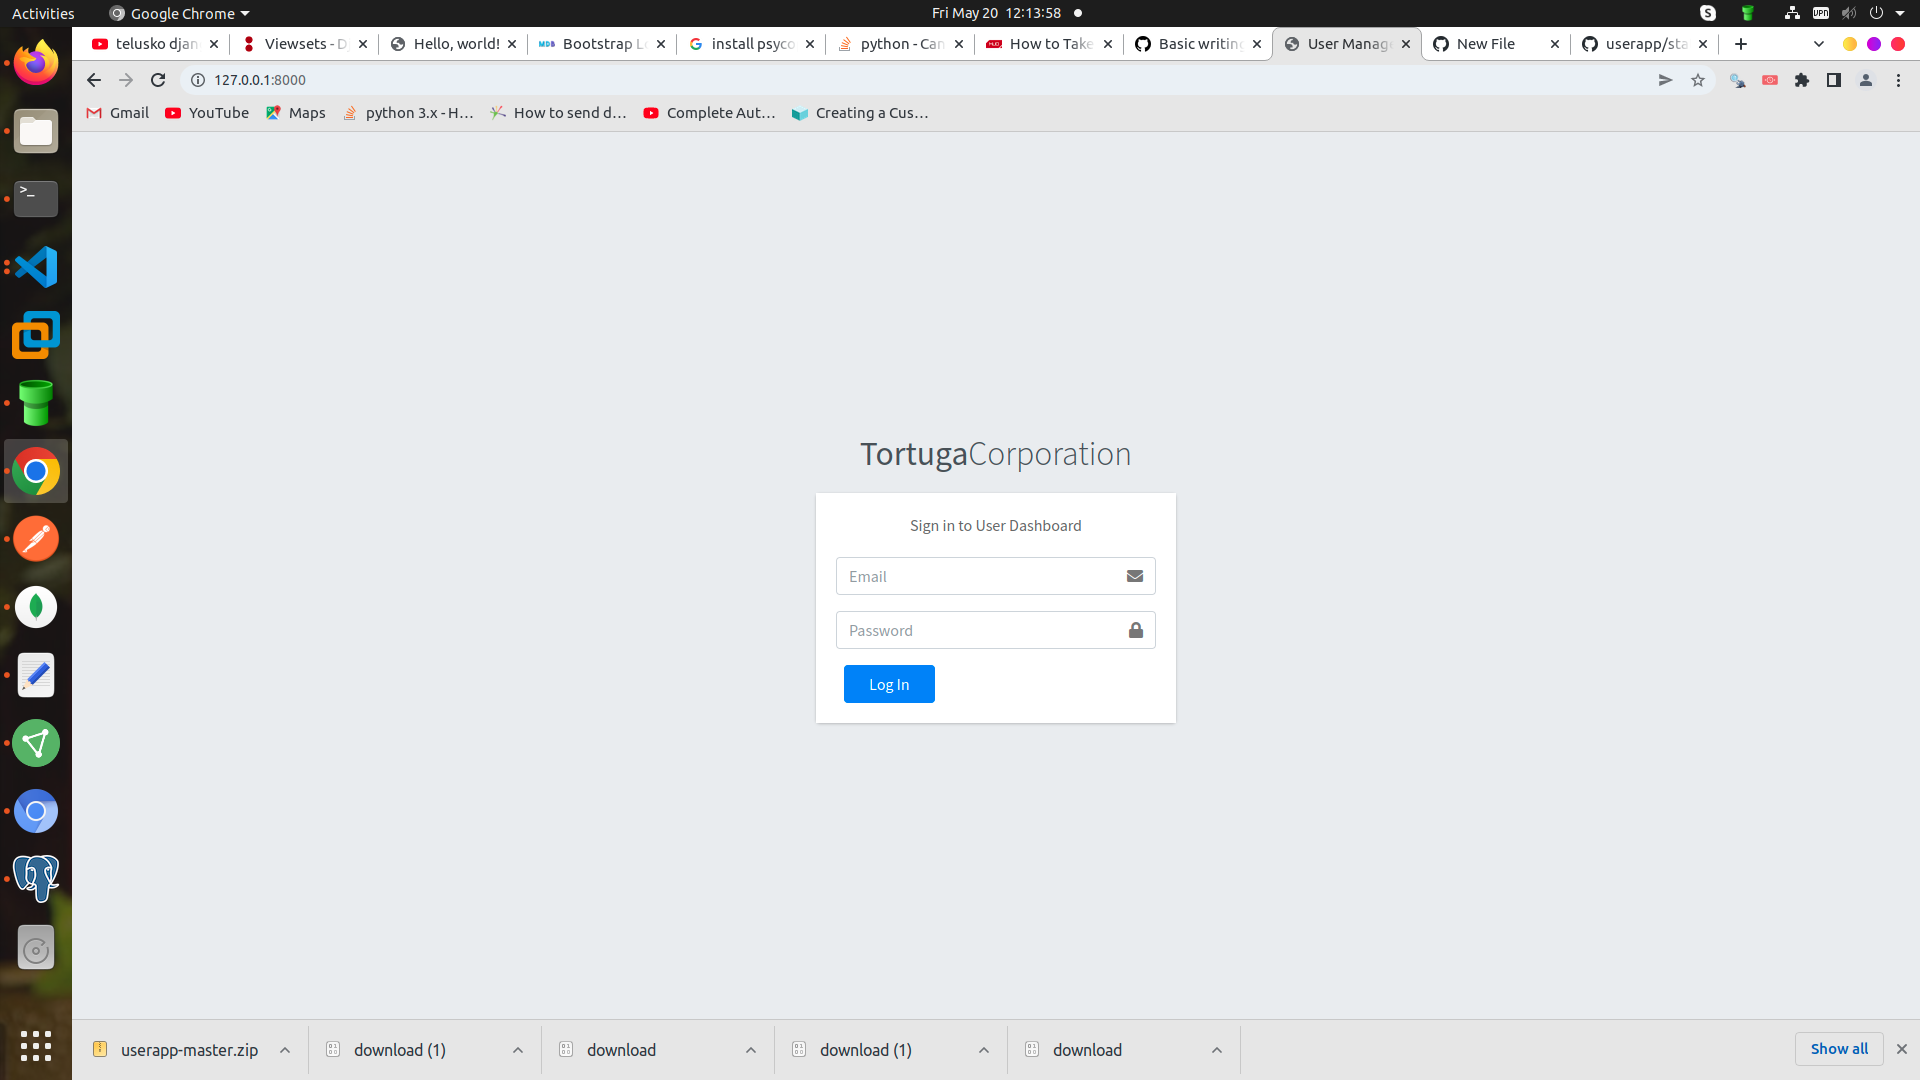 Activities Google Chrome Fri May 20 12:13:58
telusko djan Viewsets - D Hello, world! Bootstrap Lo install psyco python - Can How to Take Basic writing User Manage New File userapp/sta
127.0.0.1:8000
Gmail YouTube Maps python 3.x - H... How to send d... Complete Aut... Creating a Cus...
TortugaCorporation
Sign in to User Dashboard
Email
Password
Log In
userapp-master.zip download (1) download download (1) download Show all